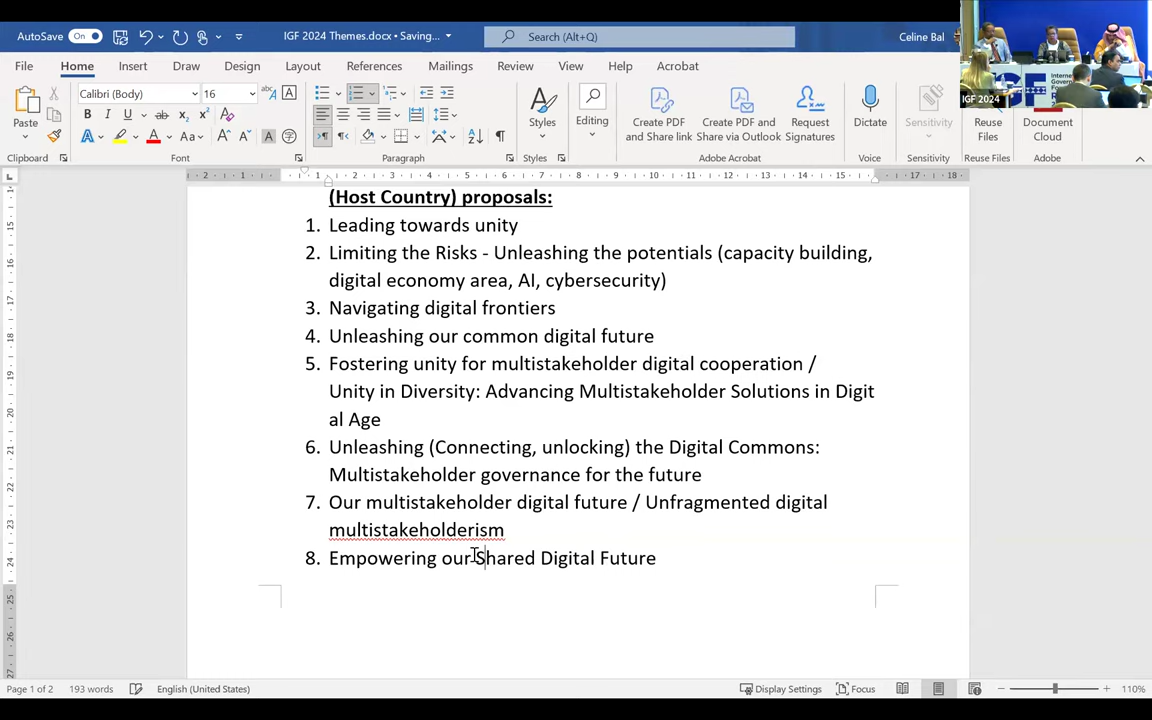 AutoSave On
IGF 2024 Themes.docx • Saving...
Search (Alt+Q)
Celine Bal
File Home Insert Draw Design Layout References Mailings Review View Help Acrobat
Paste
Clipboard
Calibri (Body) 16
Font
Paragraph
Styles
Styles
Editing
Create PDF and Share link
Create PDF and Share via Outlook
Request Signatures
Adobe Acrobat
Dictate
Voice
Sensitivity
Sensitivity
Reuse Files
Reuse Files
Document Cloud
Adobe
IGF 2024
(Host Country) proposals:
1. Leading towards unity
2. Limiting the Risks - Unleashing the potentials (capacity building,
digital economy area, AI, cybersecurity)
3. Navigating digital frontiers
4. Unleashing our common digital future
5. Fostering unity for multistakeholder digital cooperation /
Unity in Diversity: Advancing Multistakeholder Solutions in Digit
al Age
6. Unleashing (Connecting, unlocking) the Digital Commons:
Multistakeholder governance for the future
7. Our multistakeholder digital future / Unfragmented digital
multistakeholderism
8. Empowering our Shared Digital Future
Page 1 of 2 193 words English (United States) Display Settings Focus 110%